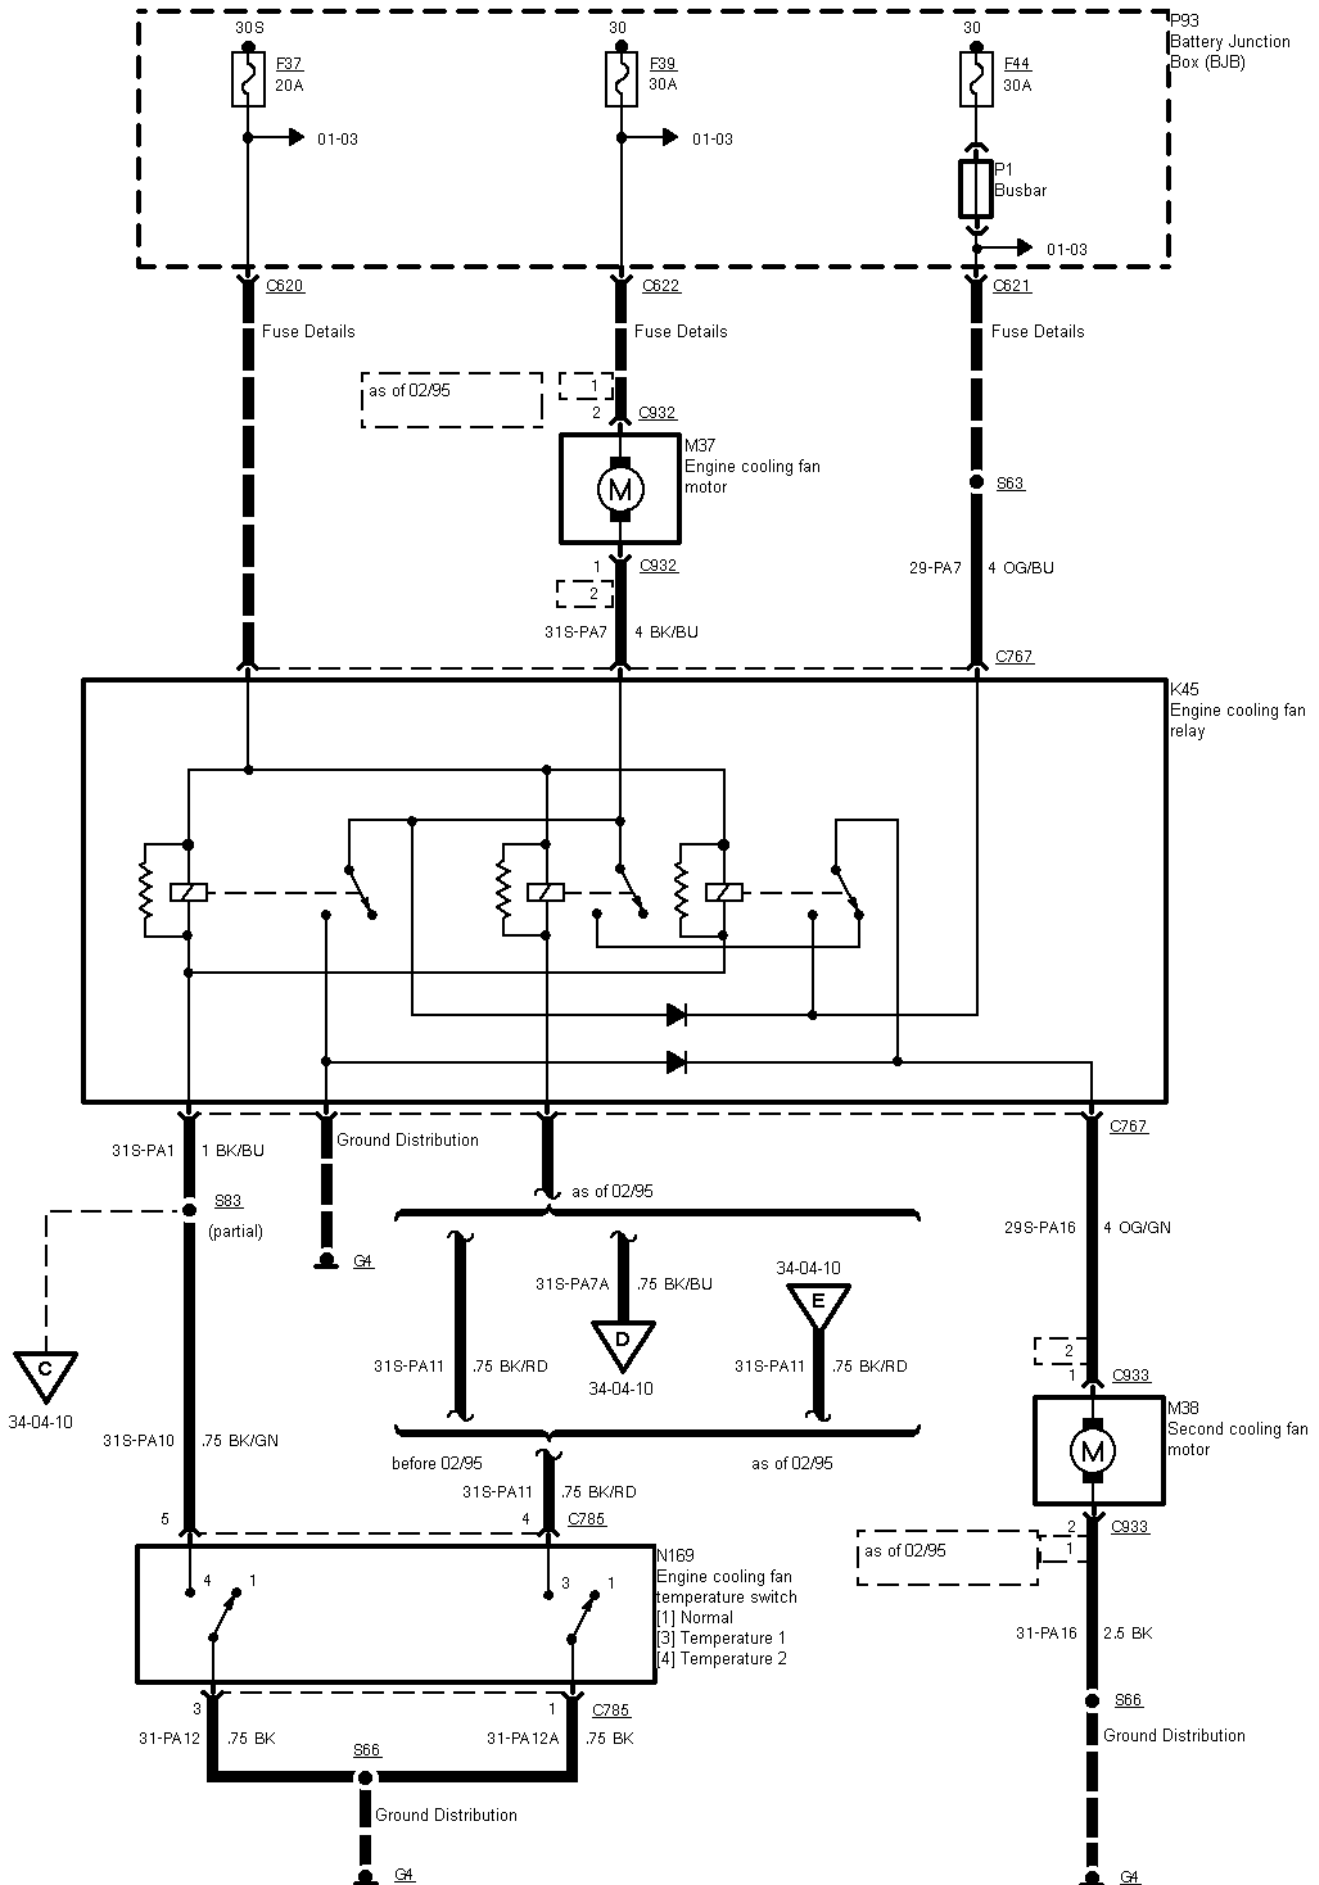 30S
30
30
P93
Battery Junction
Box (BJB)
F37
20A
F39
30A
F44
30A
01-03
01-03
P1
Busbar
01-03
C620
C622
C621
Fuse Details
Fuse Details
Fuse Details
as of 02/95
1
2
C932
M37
Engine cooling fan
motor
M
S63
1
C932
2
29-PA7
4 OG/BU
31S-PA7
4 BK/BU
C767
K45
Engine cooling fan
relay
C767
31S-PA1
1 BK/BU
Ground Distribution
as of 02/95
S83
(partial)
G4
29S-PA16
4 OG/GN
31S-PA7A
.75 BK/BU
34-04-10
E
D
C
2
1
C933
31S-PA11
.75 BK/RD
31S-PA11
.75 BK/RD
34-04-10
34-04-10
M38
Second cooling fan
motor
M
31S-PA10
.75 BK/GN
before 02/95
as of 02/95
31S-PA11
.75 BK/RD
5
4
C785
2
C933
as of 02/95
1
N169
Engine cooling fan
temperature switch
[1] Normal
[3] Temperature 1
[4] Temperature 2
4
1
3
1
31-PA16
2.5 BK
3
1
C785
31-PA12
.75 BK
31-PA12A
.75 BK
S66
S66
Ground Distribution
Ground Distribution
G4
G4